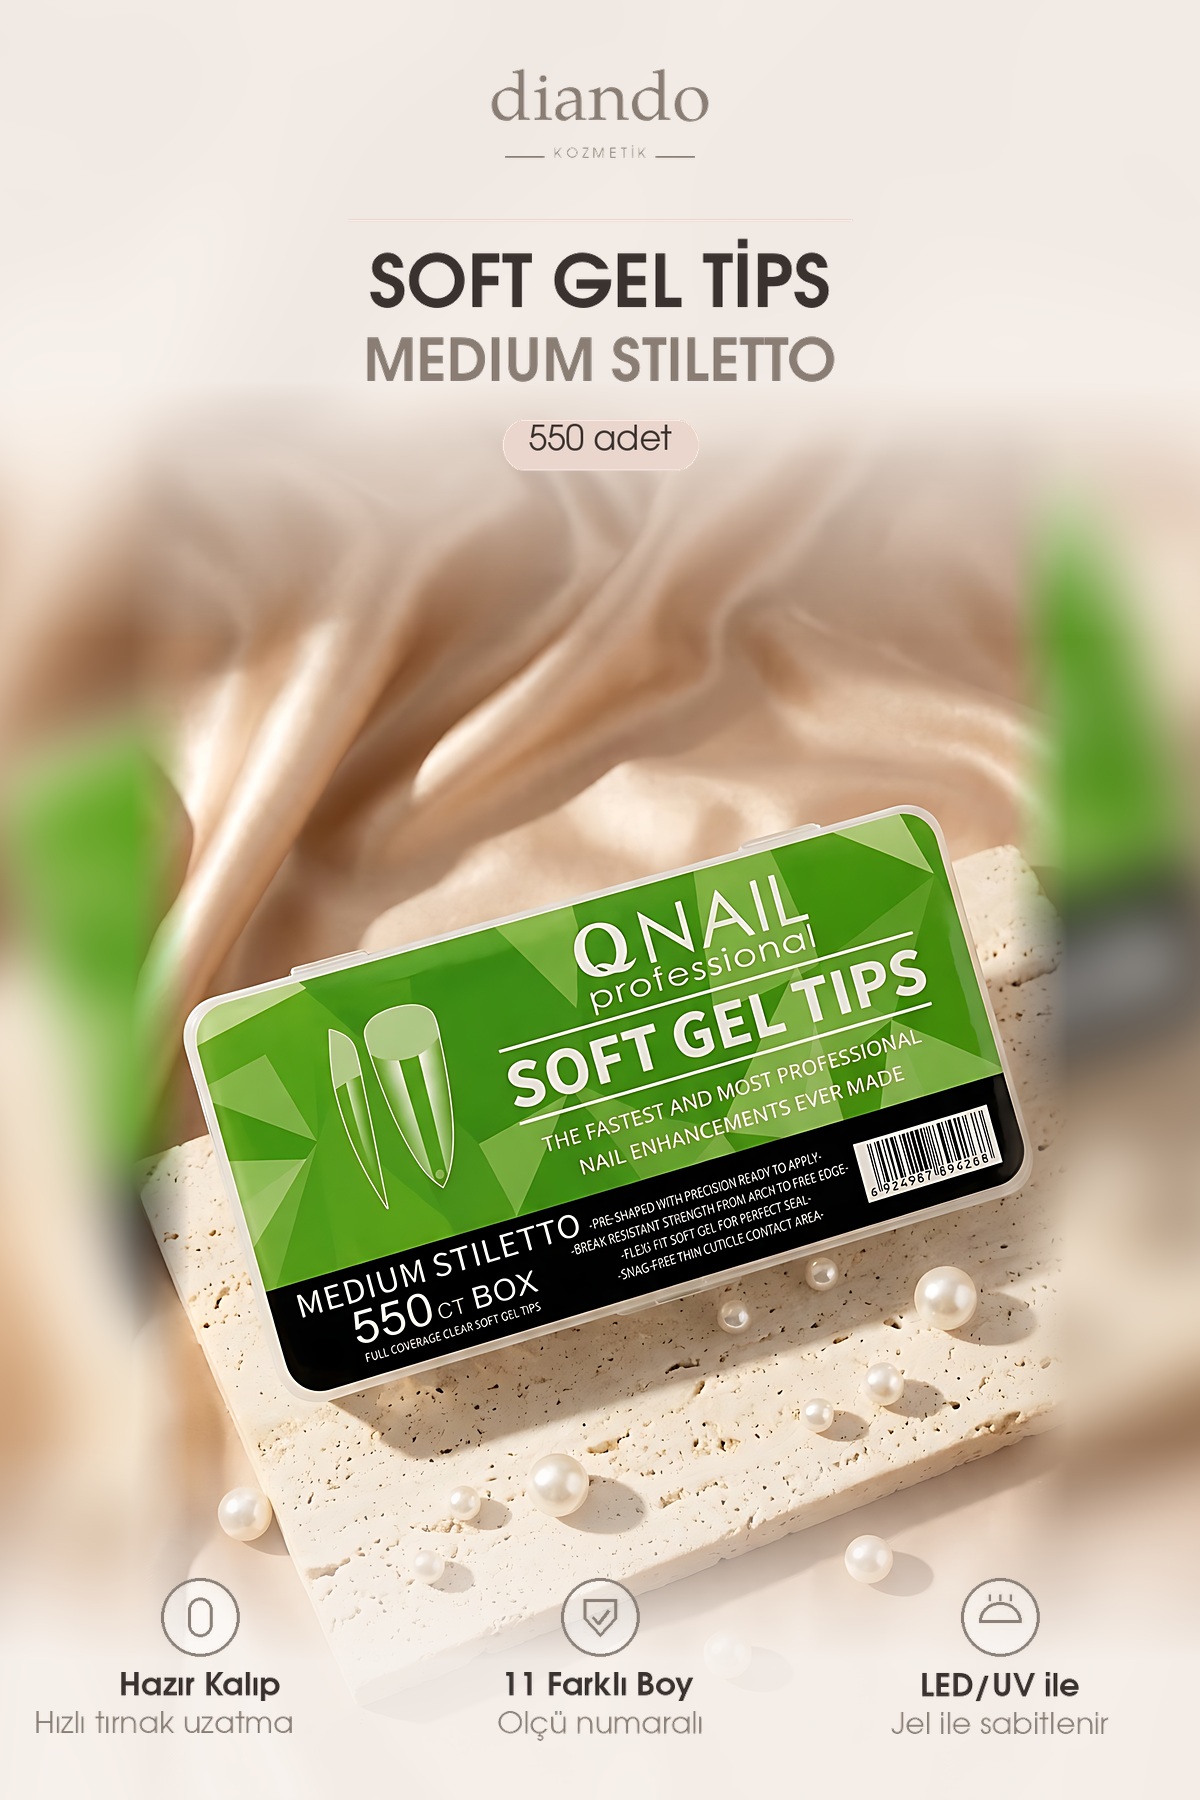 diando
KOZMETİK
SOFT GEL TİPS
MEDIUM STILETTO
550 adet
QNAIL
professional
SOFT GEL TIPS
THE FASTEST AND MOST PROFESSIONAL
NAIL ENHANCEMENTS EVER MADE
MEDIUM STILETTO
550 CT BOX
FULL COVERAGE CLEAR SOFT GEL TIPS
-PRE-SHAPED WITH PRECISION READY TO APPLY-
-BREAK RESISTANT STRENGTH FROM ARCH TO FREE EDGE-
-FLEXI FIT SOFT GEL FOR PERFECT SEAL-
-SNAG-FREE THIN CUTICLE CONTACT AREA-
6 924967 894268
Hazır Kalıp
Hızlı tırnak uzatma
11 Farklı Boy
Olçü numaralı
LED/UV ile
Jel ile sabitlenir